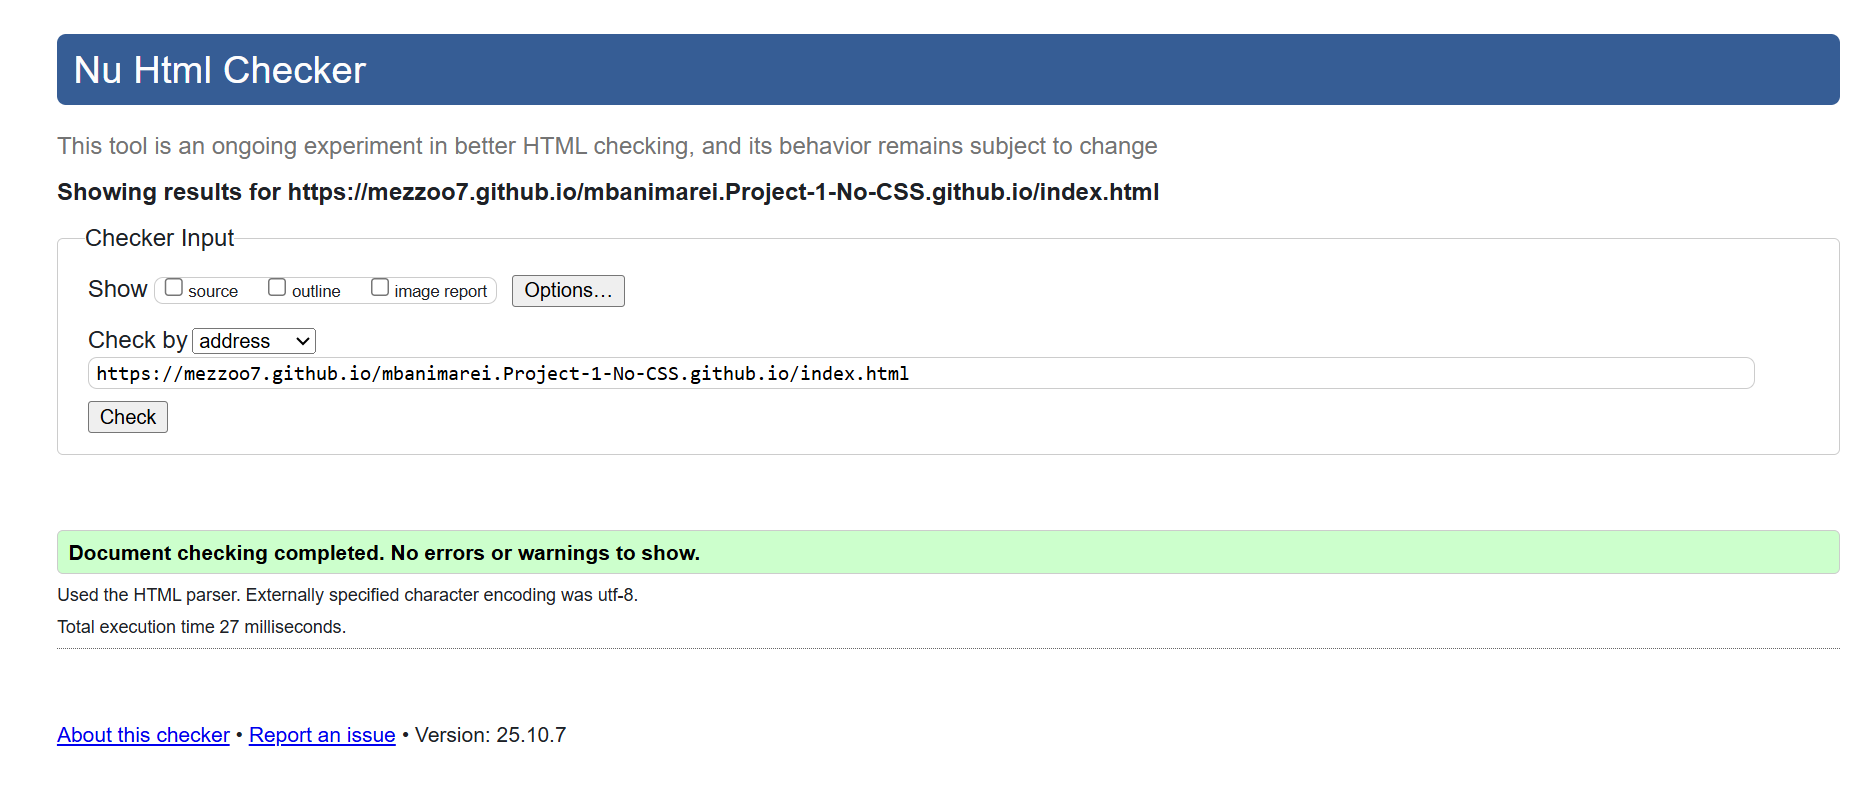 Nu Html Checker
This tool is an ongoing experiment in better HTML checking, and its behavior remains subject to change
Showing results for https://mezzoo7.github.io/mbanimarei.Project-1-No-CSS.github.io/index.html
Checker Input
Show source outline image report Options...
Check by address
https://mezzoo7.github.io/mbanimarei.Project-1-No-CSS.github.io/index.html
Check
Document checking completed. No errors or warnings to show.
Used the HTML parser. Externally specified character encoding was utf-8.
Total execution time 27 milliseconds.
About this checker • Report an issue • Version: 25.10.7